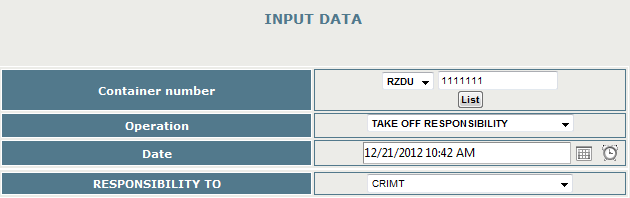 INPUT DATA
Container number RZDU 1111111
List
Operation TAKE OFF RESPONSIBILITY
Date 12/21/2012 10:42 AM
RESPONSIBILITY TO CRIMT